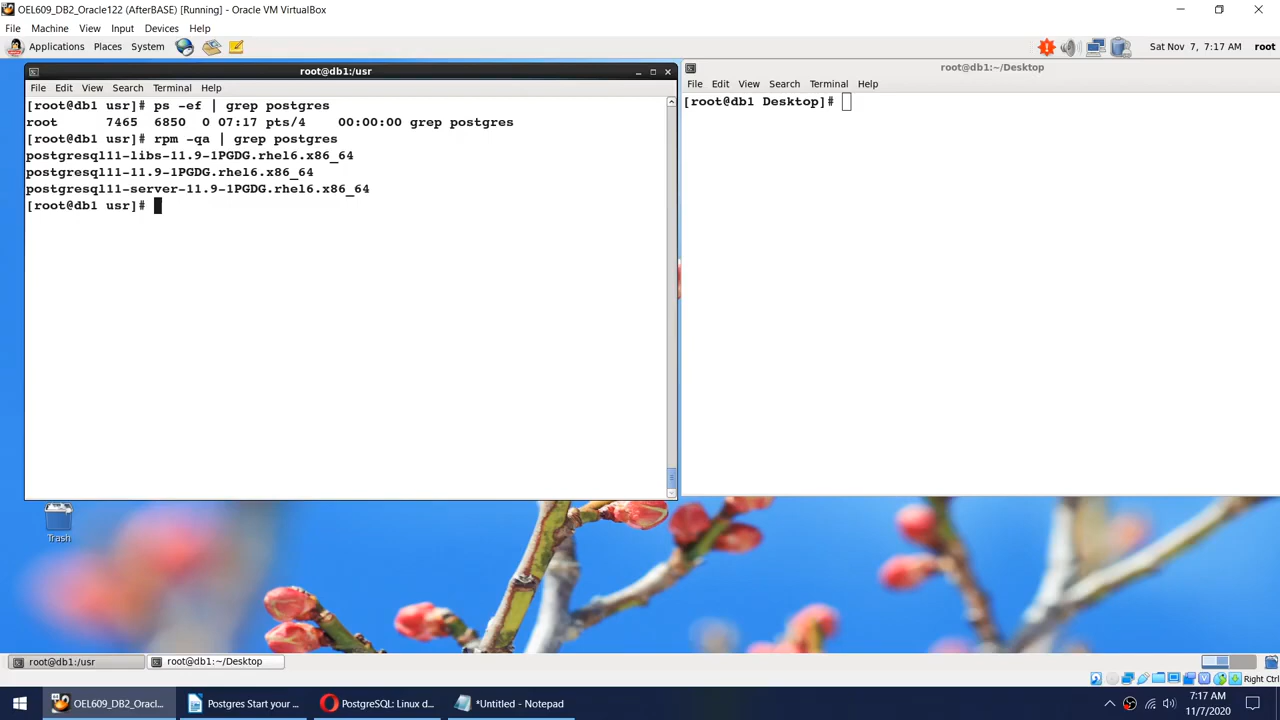 OEL609_DB2_Oracle122 (AfterBASE) [Running] - Oracle VM VirtualBox
File Machine View Input Devices Help
Applications Places System
Sat Nov 7, 7:17 AM root
root@db1:/usr
File Edit View Search Terminal Help
[root@db1 usr]# ps -ef | grep postgres
root 7465 6850 0 07:17 pts/4 00:00:00 grep postgres
[root@db1 usr]# rpm -qa | grep postgres
postgresql11-libs-11.9-1PGDG.rhel6.x86_64
postgresql11-11.9-1PGDG.rhel6.x86_64
postgresql11-server-11.9-1PGDG.rhel6.x86_64
[root@db1 usr]#
root@db1:~/Desktop
File Edit View Search Terminal Help
[root@db1 Desktop]#
Trash
root@db1:/usr
root@db1:~/Desktop
Right Ctrl
OEL609_DB2_Oracl...
Postgres Start your ...
PostgreSQL: Linux d...
*Untitled - Notepad
7:17 AM
11/7/2020